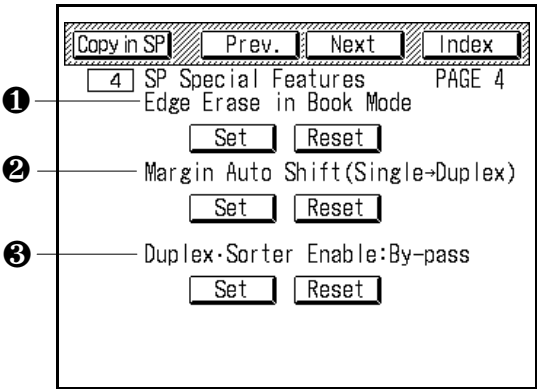 Copy in SP Prev. Next Index
4 SP Special Features PAGE 4
❶ Edge Erase in Book Mode
Set Reset
❷ Margin Auto Shift(Single→Duplex)
Set Reset
❸ Duplex·Sorter Enable:By-pass
Set Reset